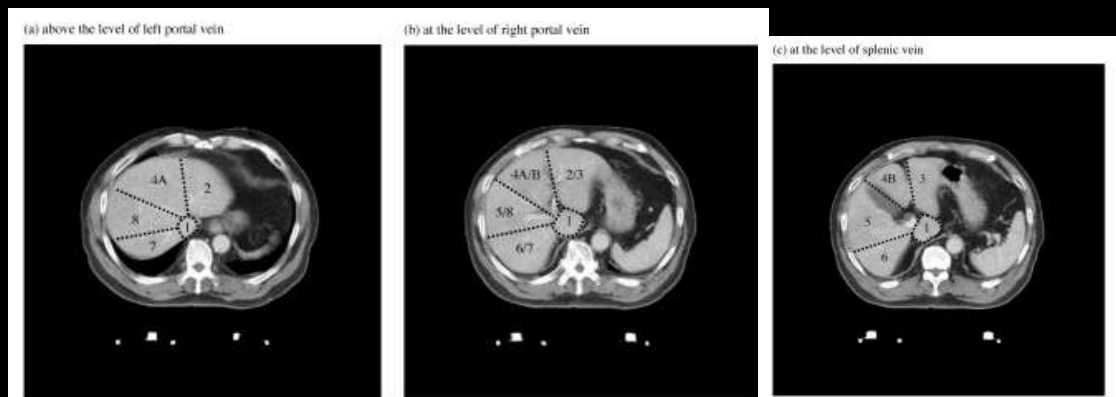 (a) above the level of left portal vein
4A
2
8
1
7
(b) at the level of right portal vein
4A/B
2/3
5/8
1
6/7
(c) at the level of splenic vein
4B
3
5
1
6